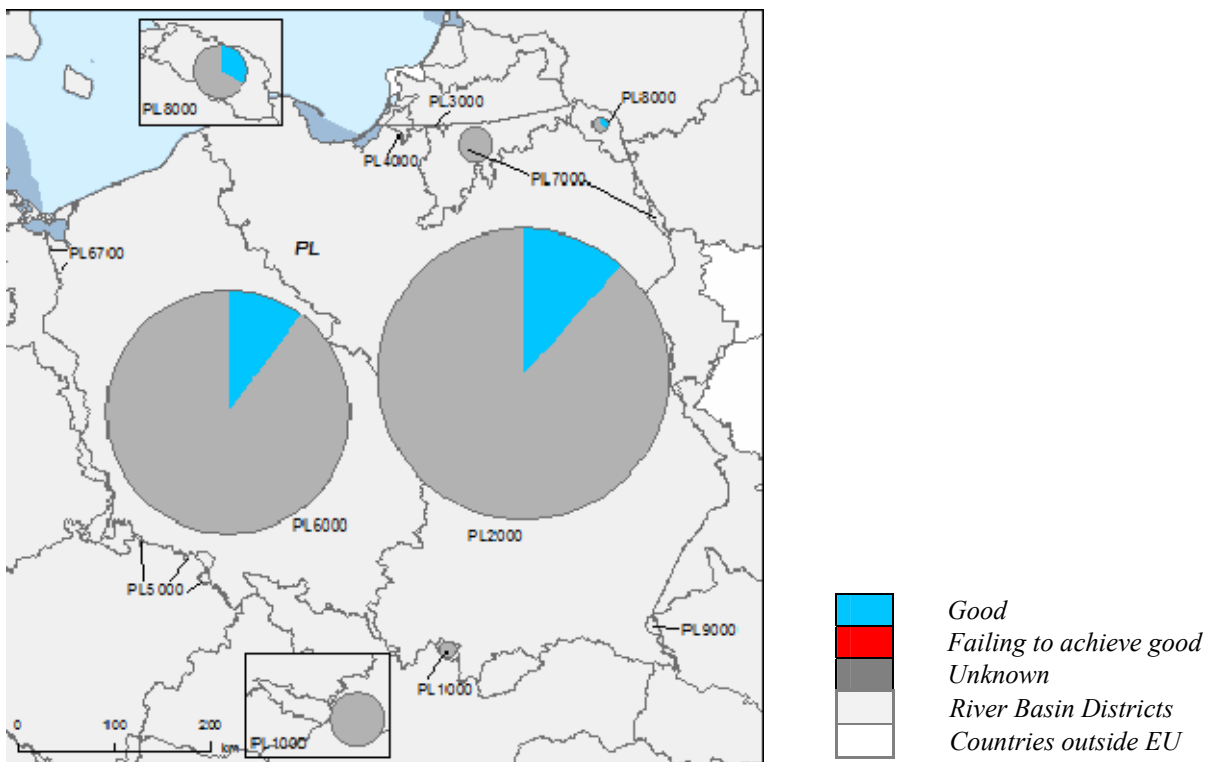 PL8000
PL3000
PL8000
PL4000
PL7000
PL6700
PL
PL6000
PL2000
PL5000
PL9000
PL1000
PL1000
0 100 200
km
Good
Failing to achieve good
Unknown
River Basin Districts
Countries outside EU